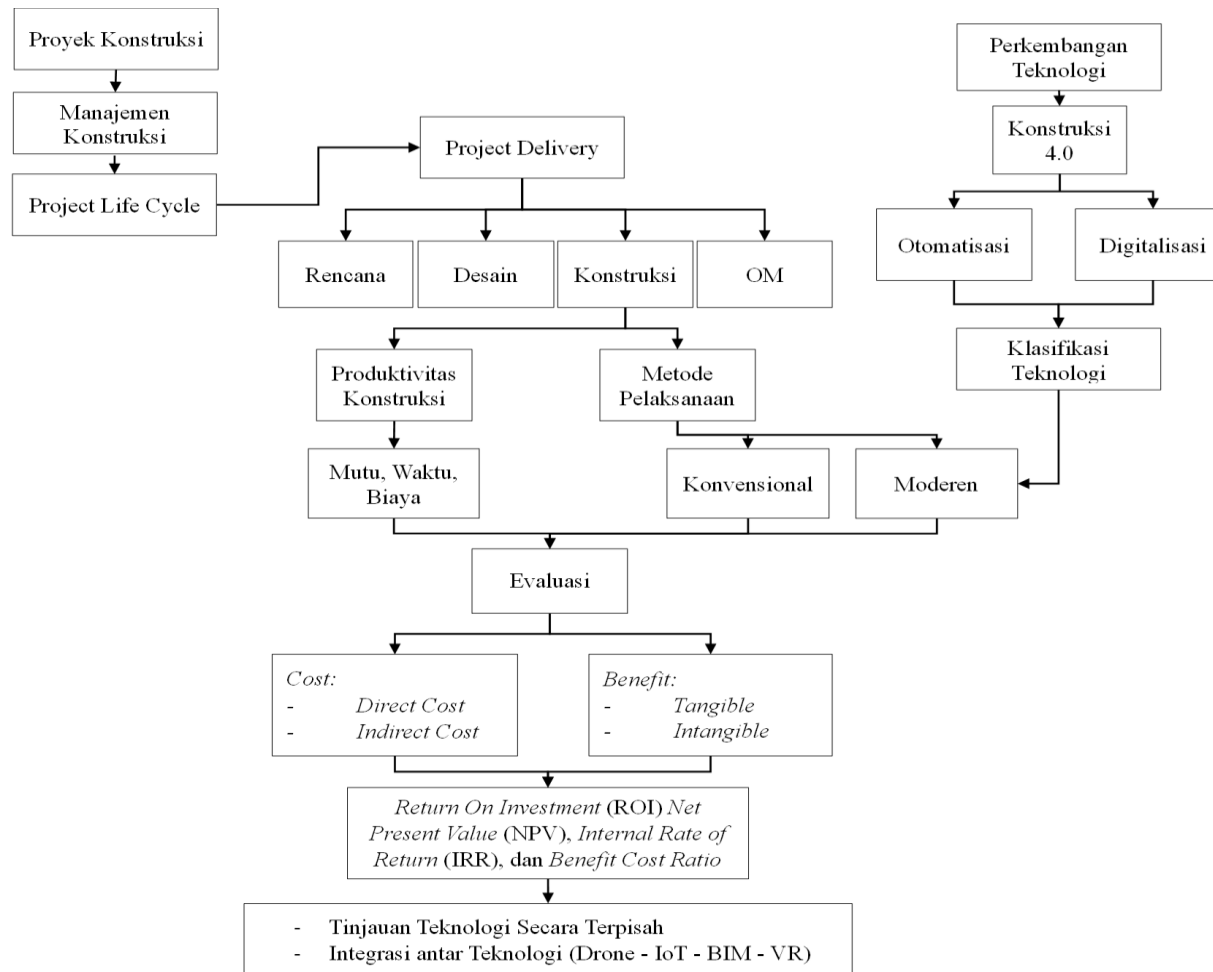 Proyek Konstruksi
Manajemen
Konstruksi
Project Life Cycle
Project Delivery
Perkembangan
Teknologi
Konstruksi
4.0
Otomatisasi
Digitalisasi
Klasifikasi
Teknologi
Rencana
Desain
Konstruksi
OM
Produktivitas
Konstruksi
Metode
Pelaksanaan
Mutu, Waktu,
Biaya
Konvensional
Moderen
Evaluasi
Cost:
- Direct Cost
- Indirect Cost
Benefit:
- Tangible
- Intangible
Return On Investment (ROI) Net
Present Value (NPV), Internal Rate of
Return (IRR), dan Benefit Cost Ratio
- Tinjauan Teknologi Secara Terpisah
- Integrasi antar Teknologi (Drone - IoT - BIM - VR)